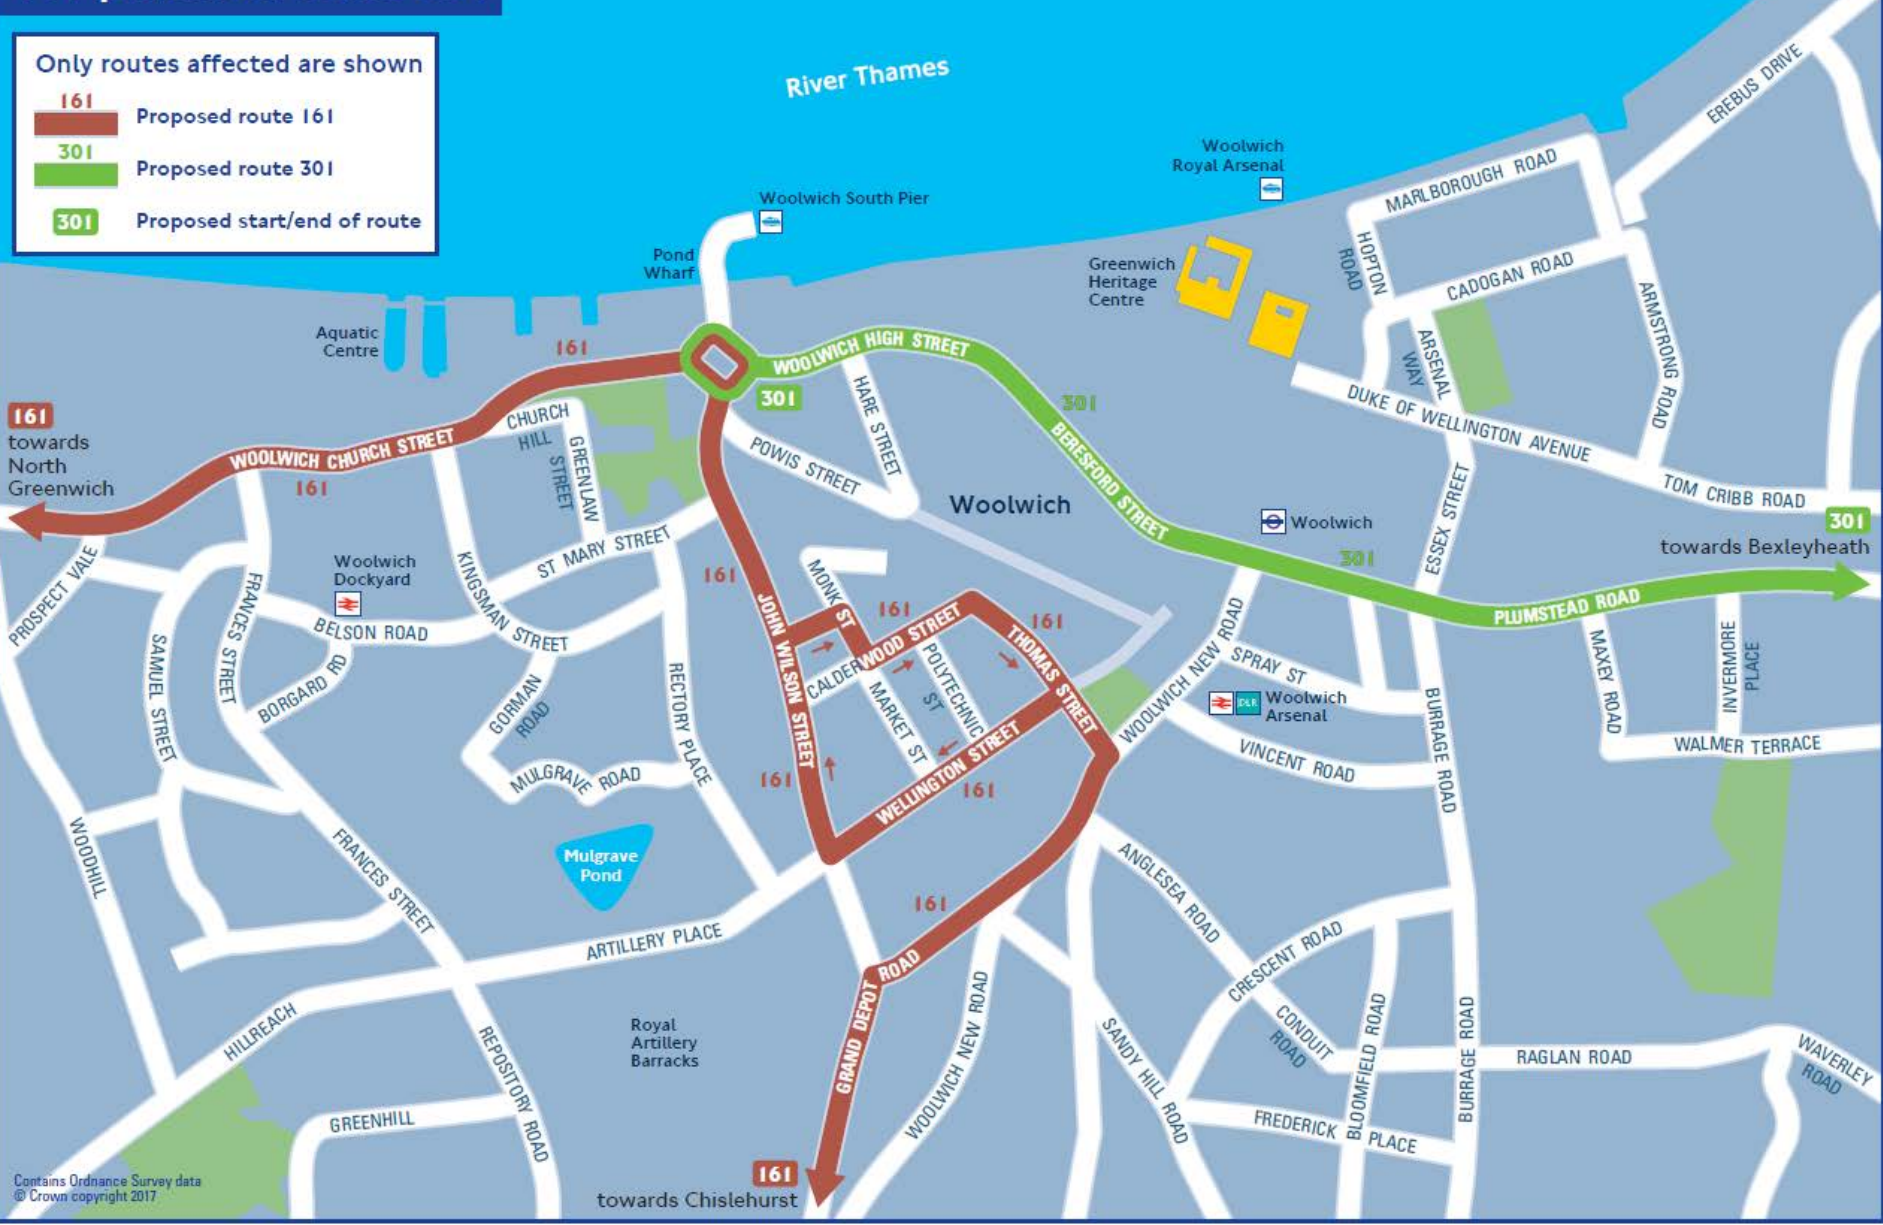 Only routes affected are shown
161
Proposed route 161
301
Proposed route 301
301
Proposed start/end of route
River Thames
Woolwich South Pier
Pond
Wharf
Woolwich
Royal Arsenal
Greenwich
Heritage
Centre
Aquatic
Centre
EREBUS DRIVE
MARLBOROUGH ROAD
HOPTON
ROAD
CADOGAN ROAD
ARMSTRONG ROAD
ARSENAL
WAY
DUKE OF WELLINGTON AVENUE
TOM CRIBB ROAD
161
towards
North
Greenwich
161
WOOLWICH CHURCH STREET
161
CHURCH
HILL
GREENLAW
STREET
WOOLWICH HIGH STREET
301
301
HARE STREET
POWIS STREET
BERESFORD STREET
Woolwich
Woolwich
301
ESSEX STREET
301
towards Bexleyheath
PLUMSTEAD ROAD
PROSPECT VALE
Woolwich
Dockyard
FRANCES STREET
SAMUEL STREET
BELSON ROAD
BORGARD RD
KINGSMAN STREET
ST MARY STREET
GORMAN
ROAD
MULGRAVE ROAD
RECTORY PLACE
161
JOHN WILSON STREET
161
MONK
ST
161
CALDERWOOD STREET
POLYTECHNIC
ST
MARKET ST
161
THOMAS STREET
WELLINGTON STREET
161
WOOLWICH NEW ROAD
SPRAY ST
Woolwich
Arsenal
DLR
VINCENT ROAD
BURRAGE ROAD
MAXEY ROAD
INVERMORE
PLACE
WALMER TERRACE
WOODHILL
FRANCES STREET
Mulgrave
Pond
ARTILLERY PLACE
161
GRAND DEPOT ROAD
ANGLESEA ROAD
CRESCENT ROAD
CONDUIT
ROAD
BLOOMFIELD ROAD
BURRAGE ROAD
RAGLAN ROAD
WAVERLEY
ROAD
HILLREACH
REPOSITORY ROAD
GREENHILL
Royal
Artillery
Barracks
WOOLWICH NEW ROAD
SANDY HILL ROAD
FREDERICK PLACE
161
towards Chislehurst
Contains Ordnance Survey data
© Crown copyright 2017